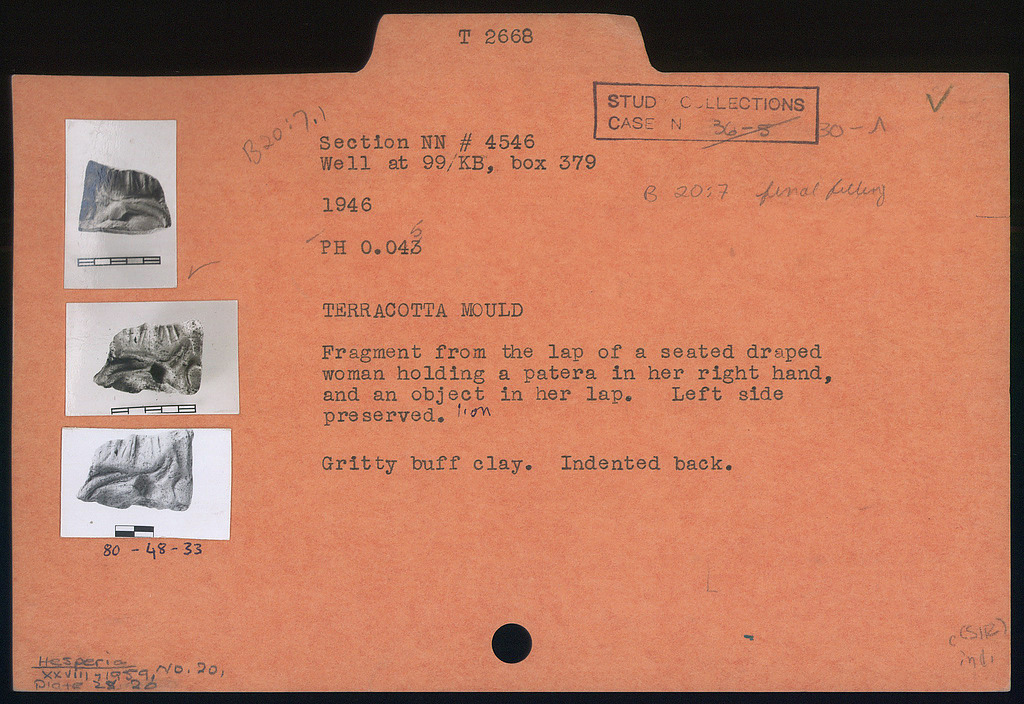 T 2668
STUD COLLECTIONS
CASE N 36-5 30-Λ
B 20:7.1
Section NN # 4546
Well at 99/KB, box 379
B 20:7 final filling
1946
PH 0.043
5
TERRACOTTA MOULD
Fragment from the lap of a seated draped
woman holding a patera in her right hand,
and an object in her lap. Left side
preserved. lion
Gritty buff clay. Indented back.
80 - 48 - 33
Hesperia
XXVIII, 1959, No. 20,
Plate 28: 20